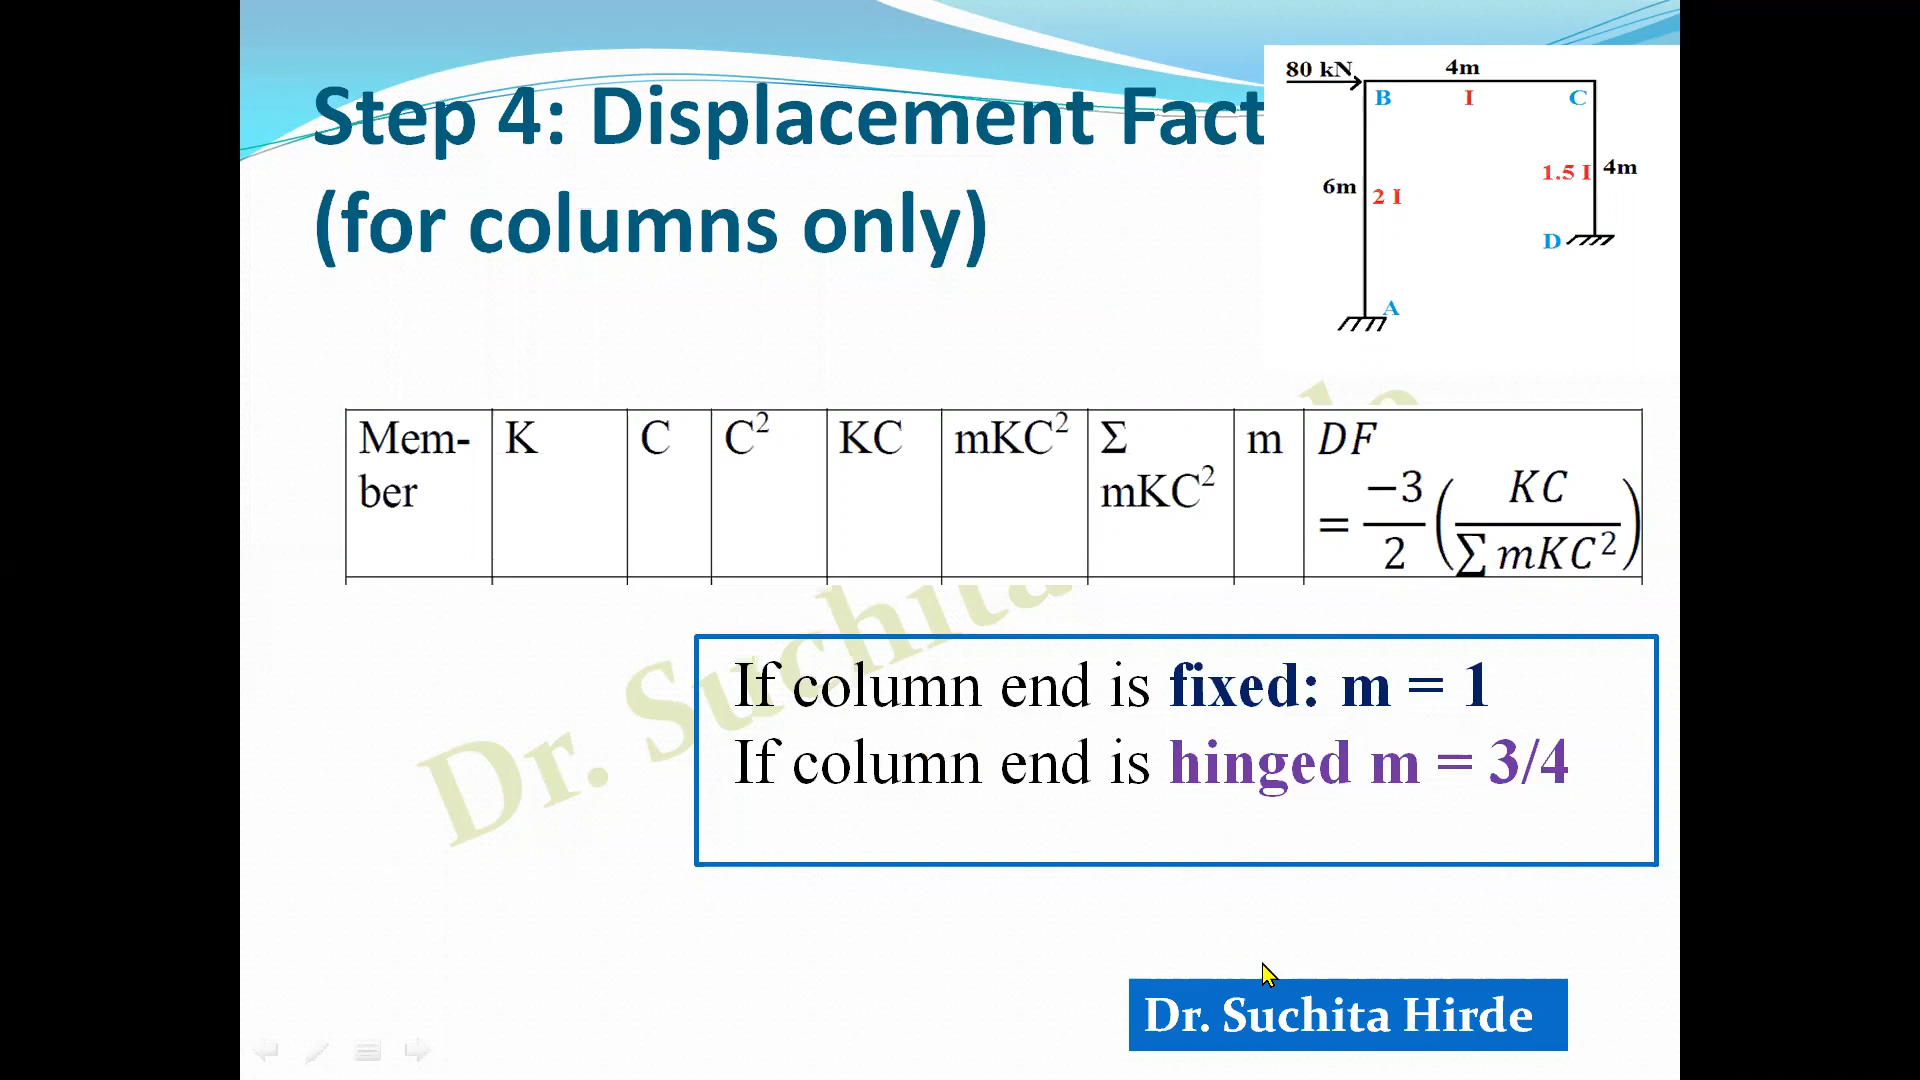 Step 4: Displacement Fact
(for columns only)
80 kN
4m
B
I
C
6m
2 I
1.5 I
4m
D
A
Mem-
ber
K
C
C²
KC
mKC²
Σ
mKC²
m
DF
= −3/2 (KC/∑ mKC²)
If column end is fixed: m = 1
If column end is hinged m = 3/4
Dr. Suchita
Dr. Suchita Hirde